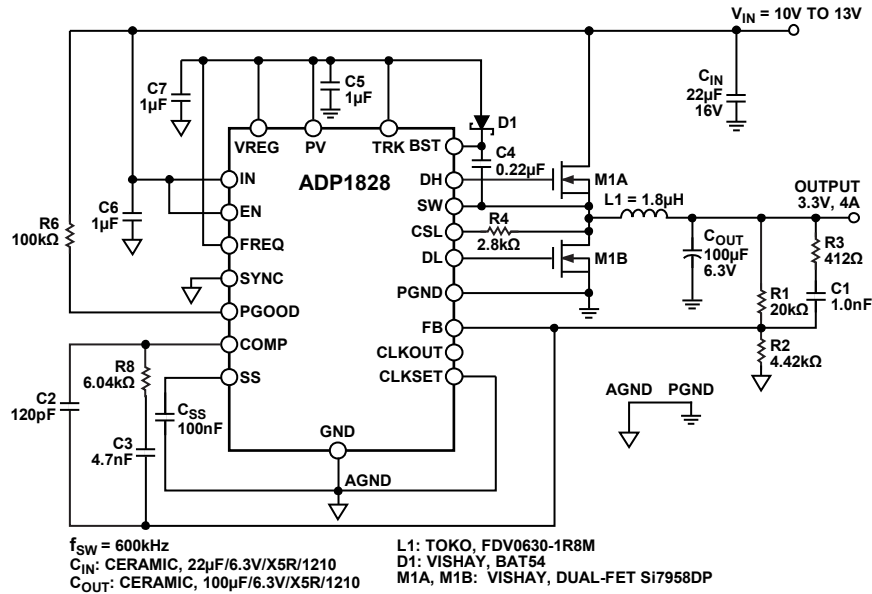 V_IN = 10V TO 13V
C7
1µF
C5
1µF
C_IN
22µF
16V
D1
VREG
PV
TRK
BST
C4
0.22µF
ADP1828
IN
DH
M1A
OUTPUT
3.3V, 4A
L1 = 1.8µH
EN
SW
R6
100kΩ
C6
1µF
CSL
R4
2.8kΩ
FREQ
DL
M1B
C_OUT
100µF
6.3V
R3
412Ω
SYNC
PGND
R1
20kΩ
C1
1.0nF
PGOOD
FB
COMP
CLKOUT
R2
4.42kΩ
R8
6.04kΩ
SS
CLKSET
C2
120pF
C_SS
100nF
AGND PGND
C3
4.7nF
GND
AGND
f_SW = 600kHz
C_IN: CERAMIC, 22µF/6.3V/X5R/1210
C_OUT: CERAMIC, 100µF/6.3V/X5R/1210
L1: TOKO, FDV0630-1R8M
D1: VISHAY, BAT54
M1A, M1B: VISHAY, DUAL-FET Si7958DP